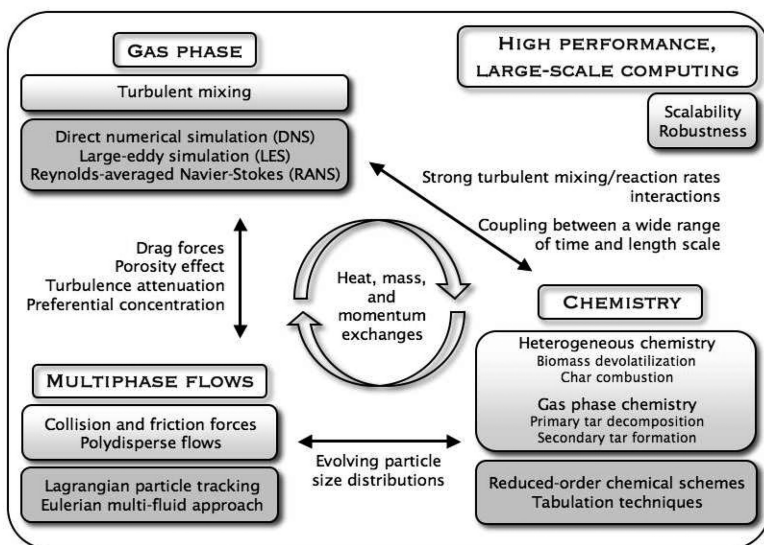 GAS PHASE
Turbulent mixing
Direct numerical simulation (DNS)
Large-eddy simulation (LES)
Reynolds-averaged Navier-Stokes (RANS)
HIGH PERFORMANCE,
LARGE-SCALE COMPUTING
Scalability
Robustness
Strong turbulent mixing/reaction rates
interactions
Coupling between a wide range
of time and length scale
Drag forces
Porosity effect
Turbulence attenuation
Preferential concentration
Heat, mass,
and
momentum
exchanges
CHEMISTRY
Heterogeneous chemistry
Biomass devolatilization
Char combustion
Gas phase chemistry
Primary tar decomposition
Secondary tar formation
Reduced-order chemical schemes
Tabulation techniques
MULTIPHASE FLOWS
Collision and friction forces
Polydisperse flows
Lagrangian particle tracking
Eulerian multi-fluid approach
Evolving particle
size distributions